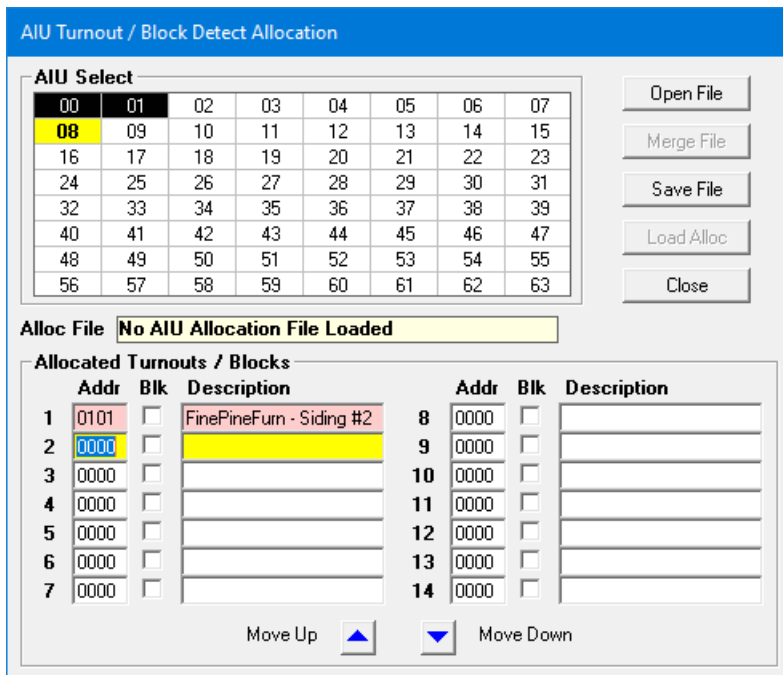 AIU Turnout / Block Detect Allocation
AIU Select
00 01 02 03 04 05 06 07
08 09 10 11 12 13 14 15
16 17 18 19 20 21 22 23
24 25 26 27 28 29 30 31
32 33 34 35 36 37 38 39
40 41 42 43 44 45 46 47
48 49 50 51 52 53 54 55
56 57 58 59 60 61 62 63
Open File
Merge File
Save File
Load Alloc
Close
Alloc File No AIU Allocation File Loaded
Allocated Turnouts / Blocks
Addr Blk Description
1 0101 FinePineFurn - Siding #2
2 0000
3 0000
4 0000
5 0000
6 0000
7 0000
Addr Blk Description
8 0000
9 0000
10 0000
11 0000
12 0000
13 0000
14 0000
Move Up Move Down